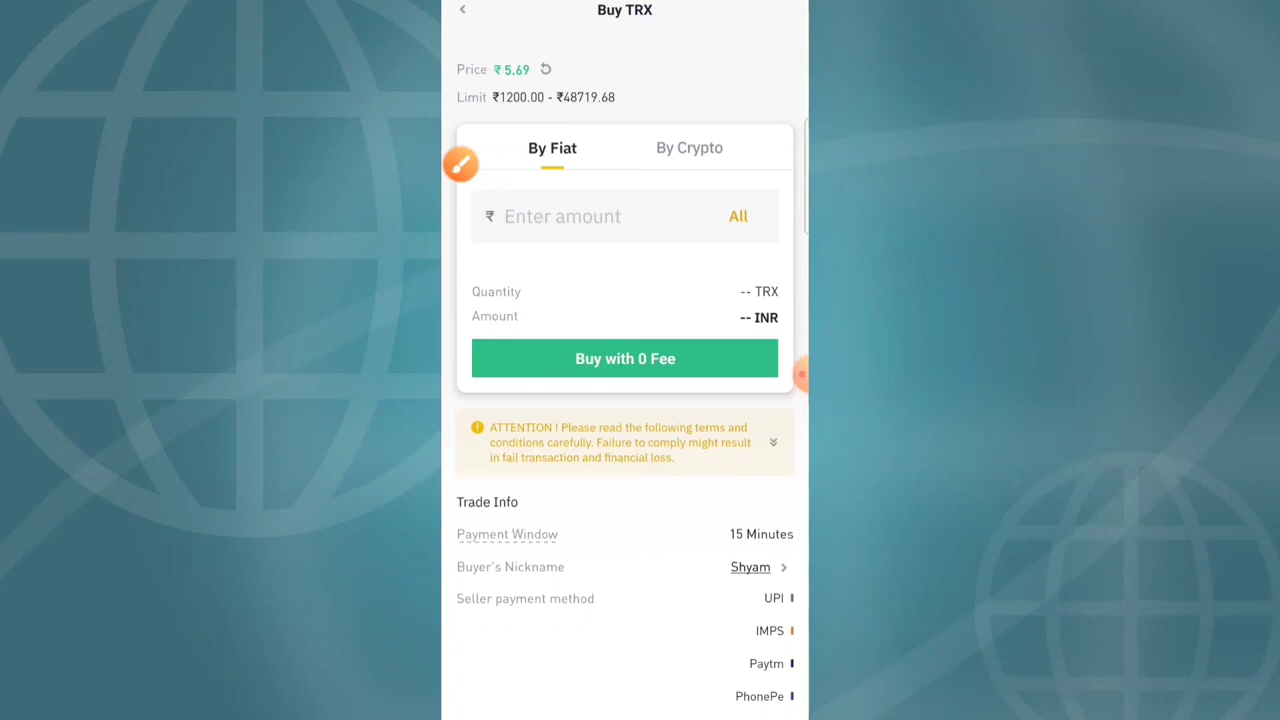 Buy TRX
Price ₹ 5.69
Limit ₹1200.00 - ₹48719.68
By Fiat By Crypto
₹ Enter amount All
Quantity -- TRX
Amount -- INR
Buy with 0 Fee
ATTENTION ! Please read the following terms and
conditions carefully. Failure to comply might result
in fail transaction and financial loss.
Trade Info
Payment Window 15 Minutes
Buyer's Nickname Shyam
Seller payment method UPI
IMPS
Paytm
PhonePe